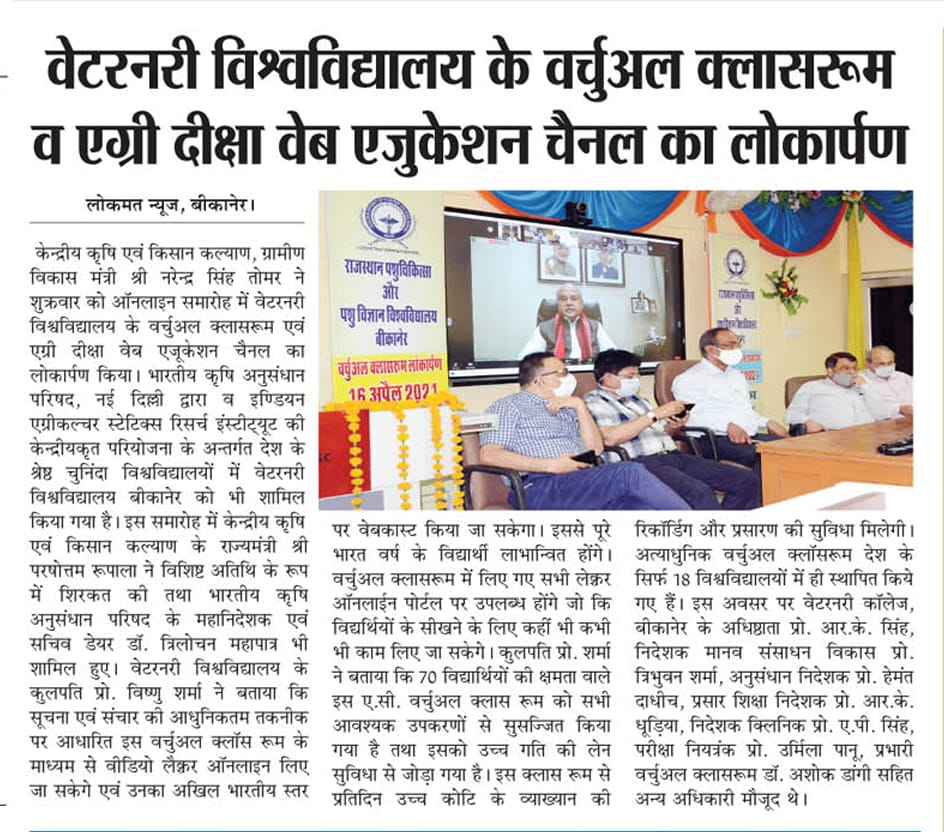 वेटरनरी विश्वविद्यालय के वर्चुअल क्लासरूम
व एग्री दीक्षा वेब एजुकेशन चैनल का लोकार्पण
लोकमत न्यूज, बीकानेर।
केन्द्रीय कृषि एवं किसान कल्याण, ग्रामीण
विकास मंत्री श्री नरेन्द्र सिंह तोमर ने
शुक्रवार को ऑनलाइन समारोह में वेटरनरी
विश्वविद्यालय के वर्चुअल क्लासरूम एवं
एग्री दीक्षा वेब एजूकेशन चैनल का
लोकार्पण किया। भारतीय कृषि अनुसंधान
परिषद, नई दिल्ली द्वारा व इण्डियन
एग्रीकल्चर स्टेटिक्स रिसर्च इंस्टीट्यूट की
केन्द्रीयकृत परियोजना के अन्तर्गत देश के
श्रेष्ठ चुनिंदा विश्वविद्यालयों में वेटरनरी
विश्वविद्यालय बीकानेर को भी शामिल
किया गया है। इस समारोह में केन्द्रीय कृषि
एवं किसान कल्याण के राज्यमंत्री श्री
परषोत्तम रूपाला ने विशिष्ट अतिथि के रूप
में शिरकत की तथा भारतीय कृषि
अनुसंधान परिषद के महानिदेशक एवं
सचिव डेयर डॉ. त्रिलोचन महापात्र भी
शामिल हुए। वेटरनरी विश्वविद्यालय के
कुलपति प्रो. विष्णु शर्मा ने बताया कि
सूचना एवं संचार की आधुनिकतम तकनीक
पर आधारित इस वर्चुअल क्लॉस रूम के
माध्यम से वीडियो लैक्चर ऑनलाइन लिए
जा सकेगे एवं उनका अखिल भारतीय स्तर
राजस्थान पशुचिकित्सा
और
पशु विज्ञान विश्वविद्यालय
बीकानेर
वर्चुअल क्लासरुम लोकार्पण
16 अप्रैल 2021
पर वेबकास्ट किया जा सकेगा। इससे पूरे
भारत वर्ष के विद्यार्थी लाभान्वित होंगे।
वर्चुअल क्लासरूम में लिए गए सभी लेक्चर
ऑनलाईन पोर्टल पर उपलब्ध होंगे जो कि
विद्यर्थियों के सीखने के लिए कहीं भी कभी
भी काम लिए जा सकेगे। कुलपति प्रो. शर्मा
ने बताया कि 70 विद्यार्थियों की क्षमता वाले
इस ए.सी. वर्चुअल क्लास रूम को सभी
आवश्यक उपकरणों से सुसज्जित किया
गया है तथा इसको उच्च गति की लेन
सुविधा से जोड़ा गया है। इस क्लास रूम से
प्रतिदिन उच्च कोटि के व्याख्यान की
रिकॉर्डिंग और प्रसारण की सुविधा मिलेगी।
अत्याधुनिक वर्चुअल क्लॉसरूम देश के
सिर्फ 18 विश्वविद्यालयों में ही स्थापित किये
गए हैं। इस अवसर पर वेटरनरी कॉलेज,
बीकानेर के अधिष्ठाता प्रो. आर.के. सिंह,
निदेशक मानव संसाधन विकास प्रो.
त्रिभुवन शर्मा, अनुसंधान निदेशक प्रो. हेमंत
दाधीच, प्रसार शिक्षा निदेशक प्रो. आर.के.
धूड़िया, निदेशक क्लिनिक प्रो. ए.पी. सिंह,
परीक्षा नियत्रंक प्रो. उर्मिला पानू, प्रभारी
वर्चुअल क्लासरूम डॉ. अशोक डांगी सहित
अन्य अधिकारी मौजूद थे।